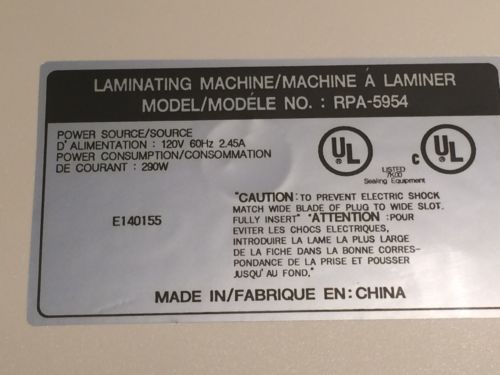 LAMINATING MACHINE/MACHINE À LAMINER
MODEL/MODÉLE NO. : RPA-5954
POWER SOURCE/SOURCE
D'ALIMENTATION : 120V 60Hz 2.45A
POWER CONSUMPTION/CONSOMMATION
DE COURANT : 290W
UL
LISTED
7K00
Sealing Equipment
C UL
"CAUTION: TO PREVENT ELECTRIC SHOCK
MATCH WIDE BLADE OF PLUG TO WIDE SLOT.
FULLY INSERT" "ATTENTION :POUR
EVITER LES CHOCS ELECTRIQUES,
INTRODUIRE LA LAME LA PLUS LARGE
DE LA FICHE DANS LA BONNE CORRES-
PONDANCE DE LA PRISE ET POUSSER
JUSQU'AU FOND."
E140155
MADE IN/FABRIQUE EN: CHINA